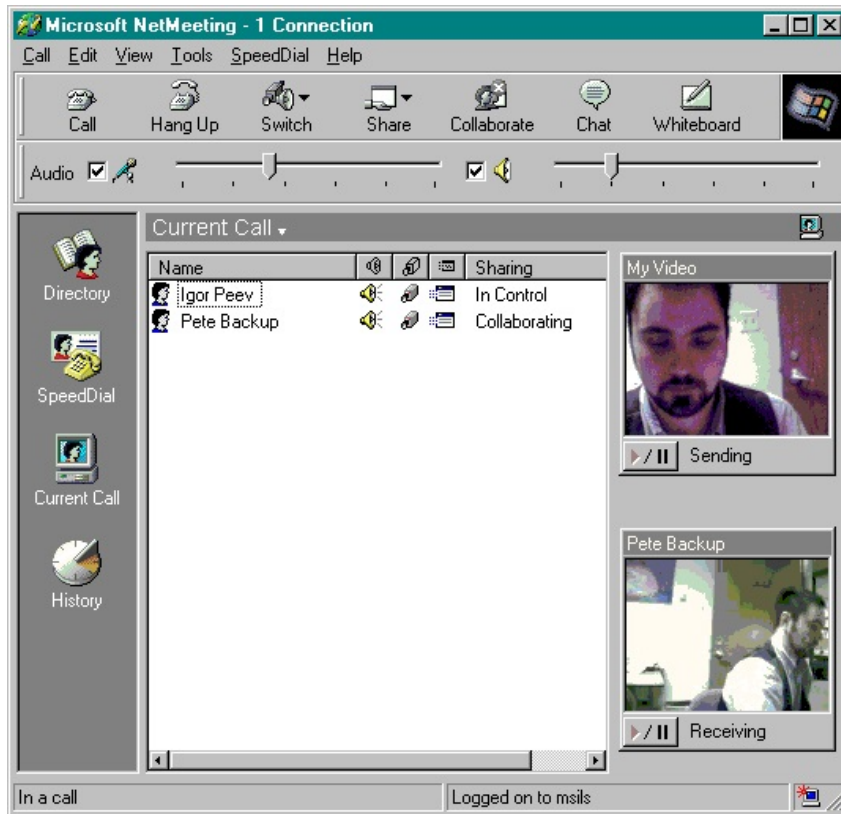 Microsoft NetMeeting - 1 Connection
Call Edit View Tools SpeedDial Help
Call Hang Up Switch Share Collaborate Chat Whiteboard
Audio
Current Call
Directory
SpeedDial
Current Call
History
Name Sharing
Igor Peev In Control
Pete Backup Collaborating
My Video
Sending
Pete Backup
Receiving
In a call Logged on to msils